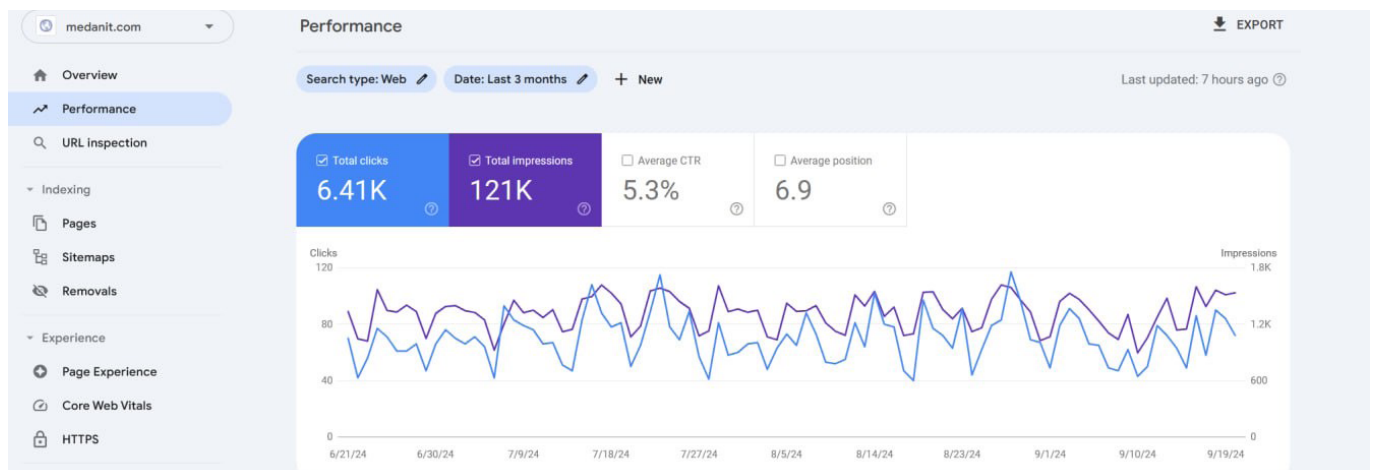 medanit.com
Performance
EXPORT
Overview
Performance
URL inspection
Indexing
Pages
Sitemaps
Removals
Experience
Page Experience
Core Web Vitals
HTTPS
Search type: Web
Date: Last 3 months
+ New
Last updated: 7 hours ago
Total clicks
6.41K
Total impressions
121K
Average CTR
5.3%
Average position
6.9
Clicks
Impressions
120
80
40
0
1.8K
1.2K
600
0
6/21/24 6/30/24 7/9/24 7/18/24 7/27/24 8/5/24 8/14/24 8/23/24 9/1/24 9/10/24 9/19/24